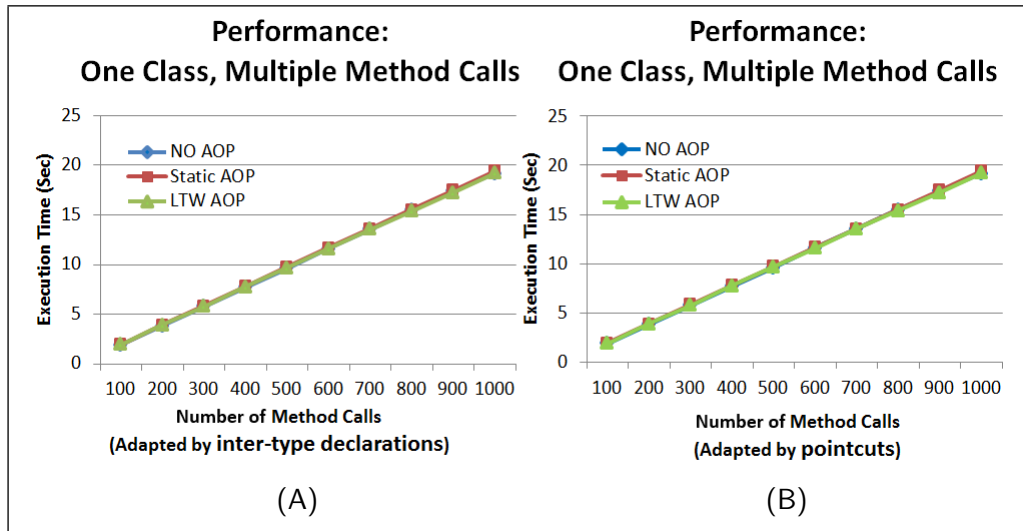 Performance:
One Class, Multiple Method Calls
25
20
15
10
5
0
Execution Time (Sec)
NO AOP
Static AOP
LTW AOP
100 200 300 400 500 600 700 800 900 1000
Number of Method Calls
(Adapted by inter-type declarations)
(A)
Performance:
One Class, Multiple Method Calls
25
20
15
10
5
0
Execution Time (Sec)
NO AOP
Static AOP
LTW AOP
100 200 300 400 500 600 700 800 900 1000
Number of Method Calls
(Adapted by pointcuts)
(B)